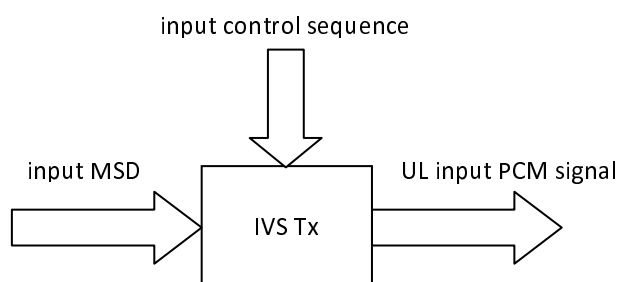 input control sequence
input MSD
UL input PCM signal
IVS Tx